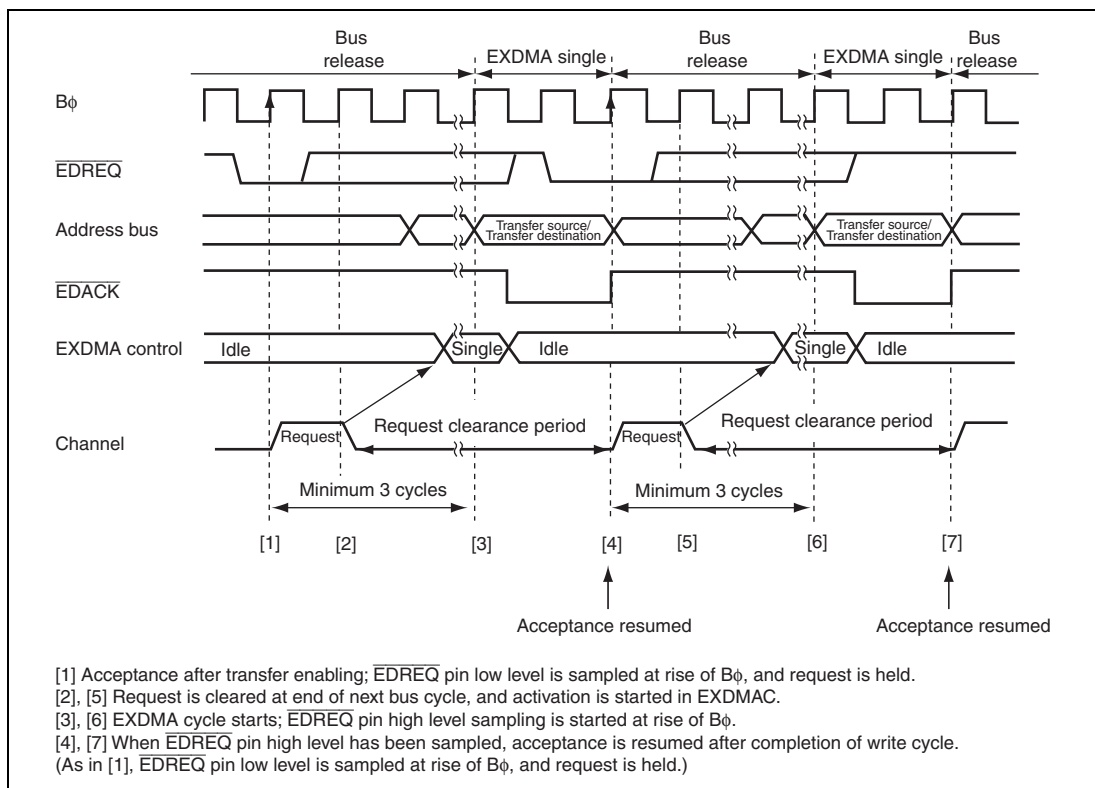 Bus release
EXDMA single
Bus release
EXDMA single
Bus release
Bϕ
EDREQ
Address bus
Transfer source/
Transfer destination
Transfer source/
Transfer destination
EDACK
EXDMA control
Idle
Single
Idle
Single
Idle
Channel
Request
Request clearance period
Request
Request clearance period
Minimum 3 cycles
Minimum 3 cycles
[1]
[2]
[3]
[4]
[5]
[6]
[7]
Acceptance resumed
Acceptance resumed
[1] Acceptance after transfer enabling; EDREQ pin low level is sampled at rise of Bϕ, and request is held.
[2], [5] Request is cleared at end of next bus cycle, and activation is started in EXDMAC.
[3], [6] EXDMA cycle starts; EDREQ pin high level sampling is started at rise of Bϕ.
[4], [7] When EDREQ pin high level has been sampled, acceptance is resumed after completion of write cycle.
(As in [1], EDREQ pin low level is sampled at rise of Bϕ, and request is held.)